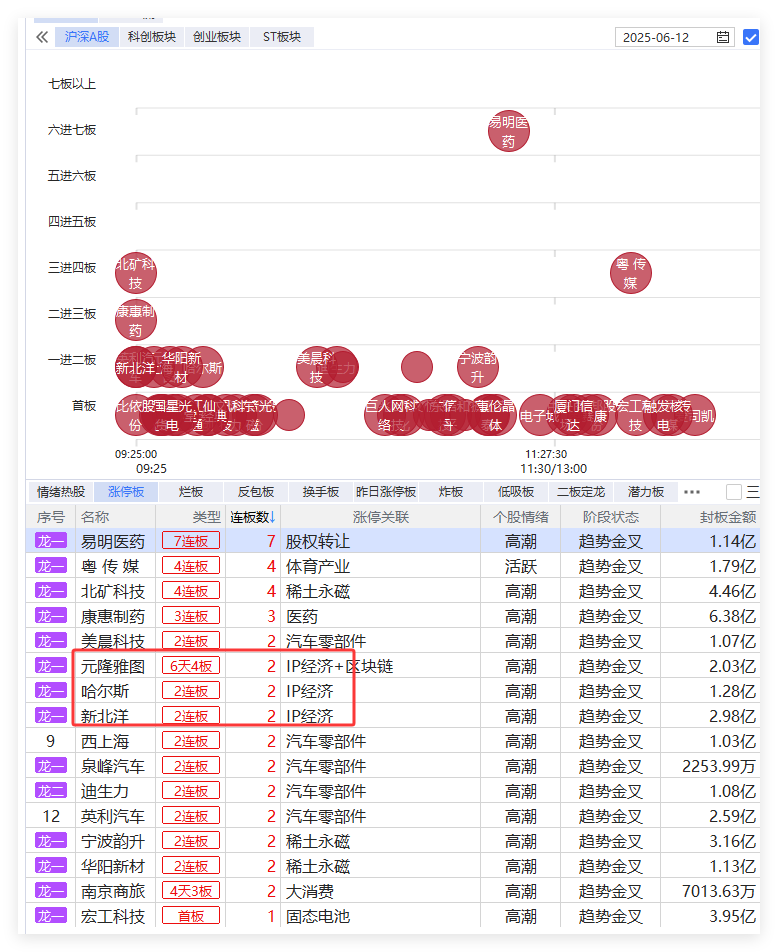 沪深A股 科创板块 创业板块 ST板块 2025-06-12
七板以上
六进七板 易明医药
五进六板
四进五板
三进四板 北矿科技 粤 传媒
二进三板 康惠制药
一进二板 新北洋 华阳新材 哈尔斯 美晨科技 宁波韵升
首板 巨人网络 电子城 宏工科技
09:25:00 11:27:30
09:25 11:30/13:00
情绪热股 涨停板 烂板 反包板 换手板 昨日涨停板 炸板 低吸板 二板定龙 潜力板 ••• 三
序号 名称 类型 连板数↓ 涨停关联 个股情绪 阶段状态 封板金额
龙一 易明医药 7连板 7 股权转让 高潮 趋势金叉 1.14亿
龙一 粤 传 媒 4连板 4 体育产业 活跃 趋势金叉 1.79亿
龙一 北矿科技 4连板 4 稀土永磁 高潮 趋势金叉 4.46亿
龙一 康惠制药 3连板 3 医药 高潮 趋势金叉 6.38亿
龙一 美晨科技 2连板 2 汽车零部件 高潮 趋势金叉 1.07亿
龙一 元隆雅图 6天4板 2 IP经济+区块链 高潮 趋势金叉 2.03亿
龙一 哈尔斯 2连板 2 IP经济 高潮 趋势金叉 1.28亿
龙一 新北洋 2连板 2 IP经济 高潮 趋势金叉 2.98亿
9 西上海 2连板 2 汽车零部件 高潮 趋势金叉 1.03亿
龙一 泉峰汽车 2连板 2 汽车零部件 高潮 趋势金叉 2253.99万
龙二 迪生力 2连板 2 汽车零部件 高潮 趋势金叉 1.08亿
12 英利汽车 2连板 2 汽车零部件 高潮 趋势金叉 2.59亿
龙一 宁波韵升 2连板 2 稀土永磁 高潮 趋势金叉 3.16亿
龙一 华阳新材 2连板 2 稀土永磁 高潮 趋势金叉 1.13亿
龙一 南京商旅 4天3板 2 大消费 高潮 趋势金叉 7013.63万
龙一 宏工科技 首板 1 固态电池 高潮 趋势金叉 3.95亿